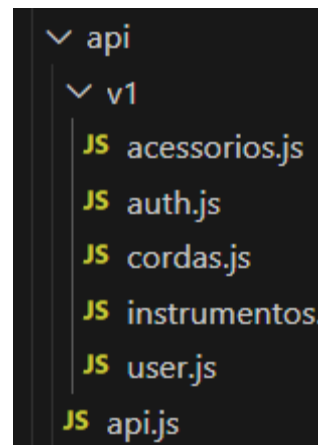 api
v1
JS acessorios.js
JS auth.js
JS cordas.js
JS instrumentos.
JS user.js
JS api.js